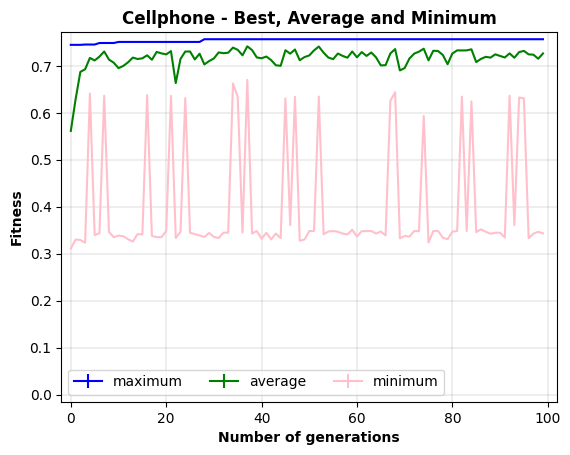 Cellphone - Best, Average and Minimum
Fitness
0.7
0.6
0.5
0.4
0.3
0.2
0.1
0.0
maximum average minimum
0 20 40 60 80 100
Number of generations